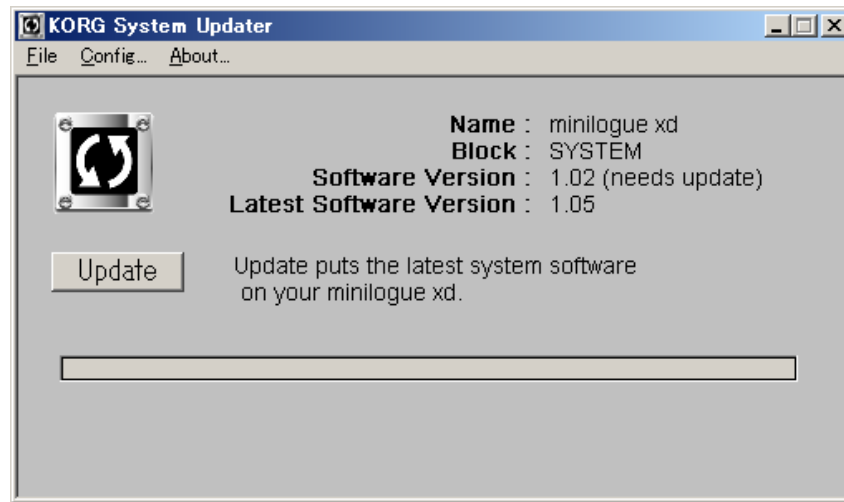 KORG System Updater
File Config... About...
Name : minilogue xd
Block : SYSTEM
Software Version : 1.02 (needs update)
Latest Software Version : 1.05
Update
Update puts the latest system software
on your minilogue xd.